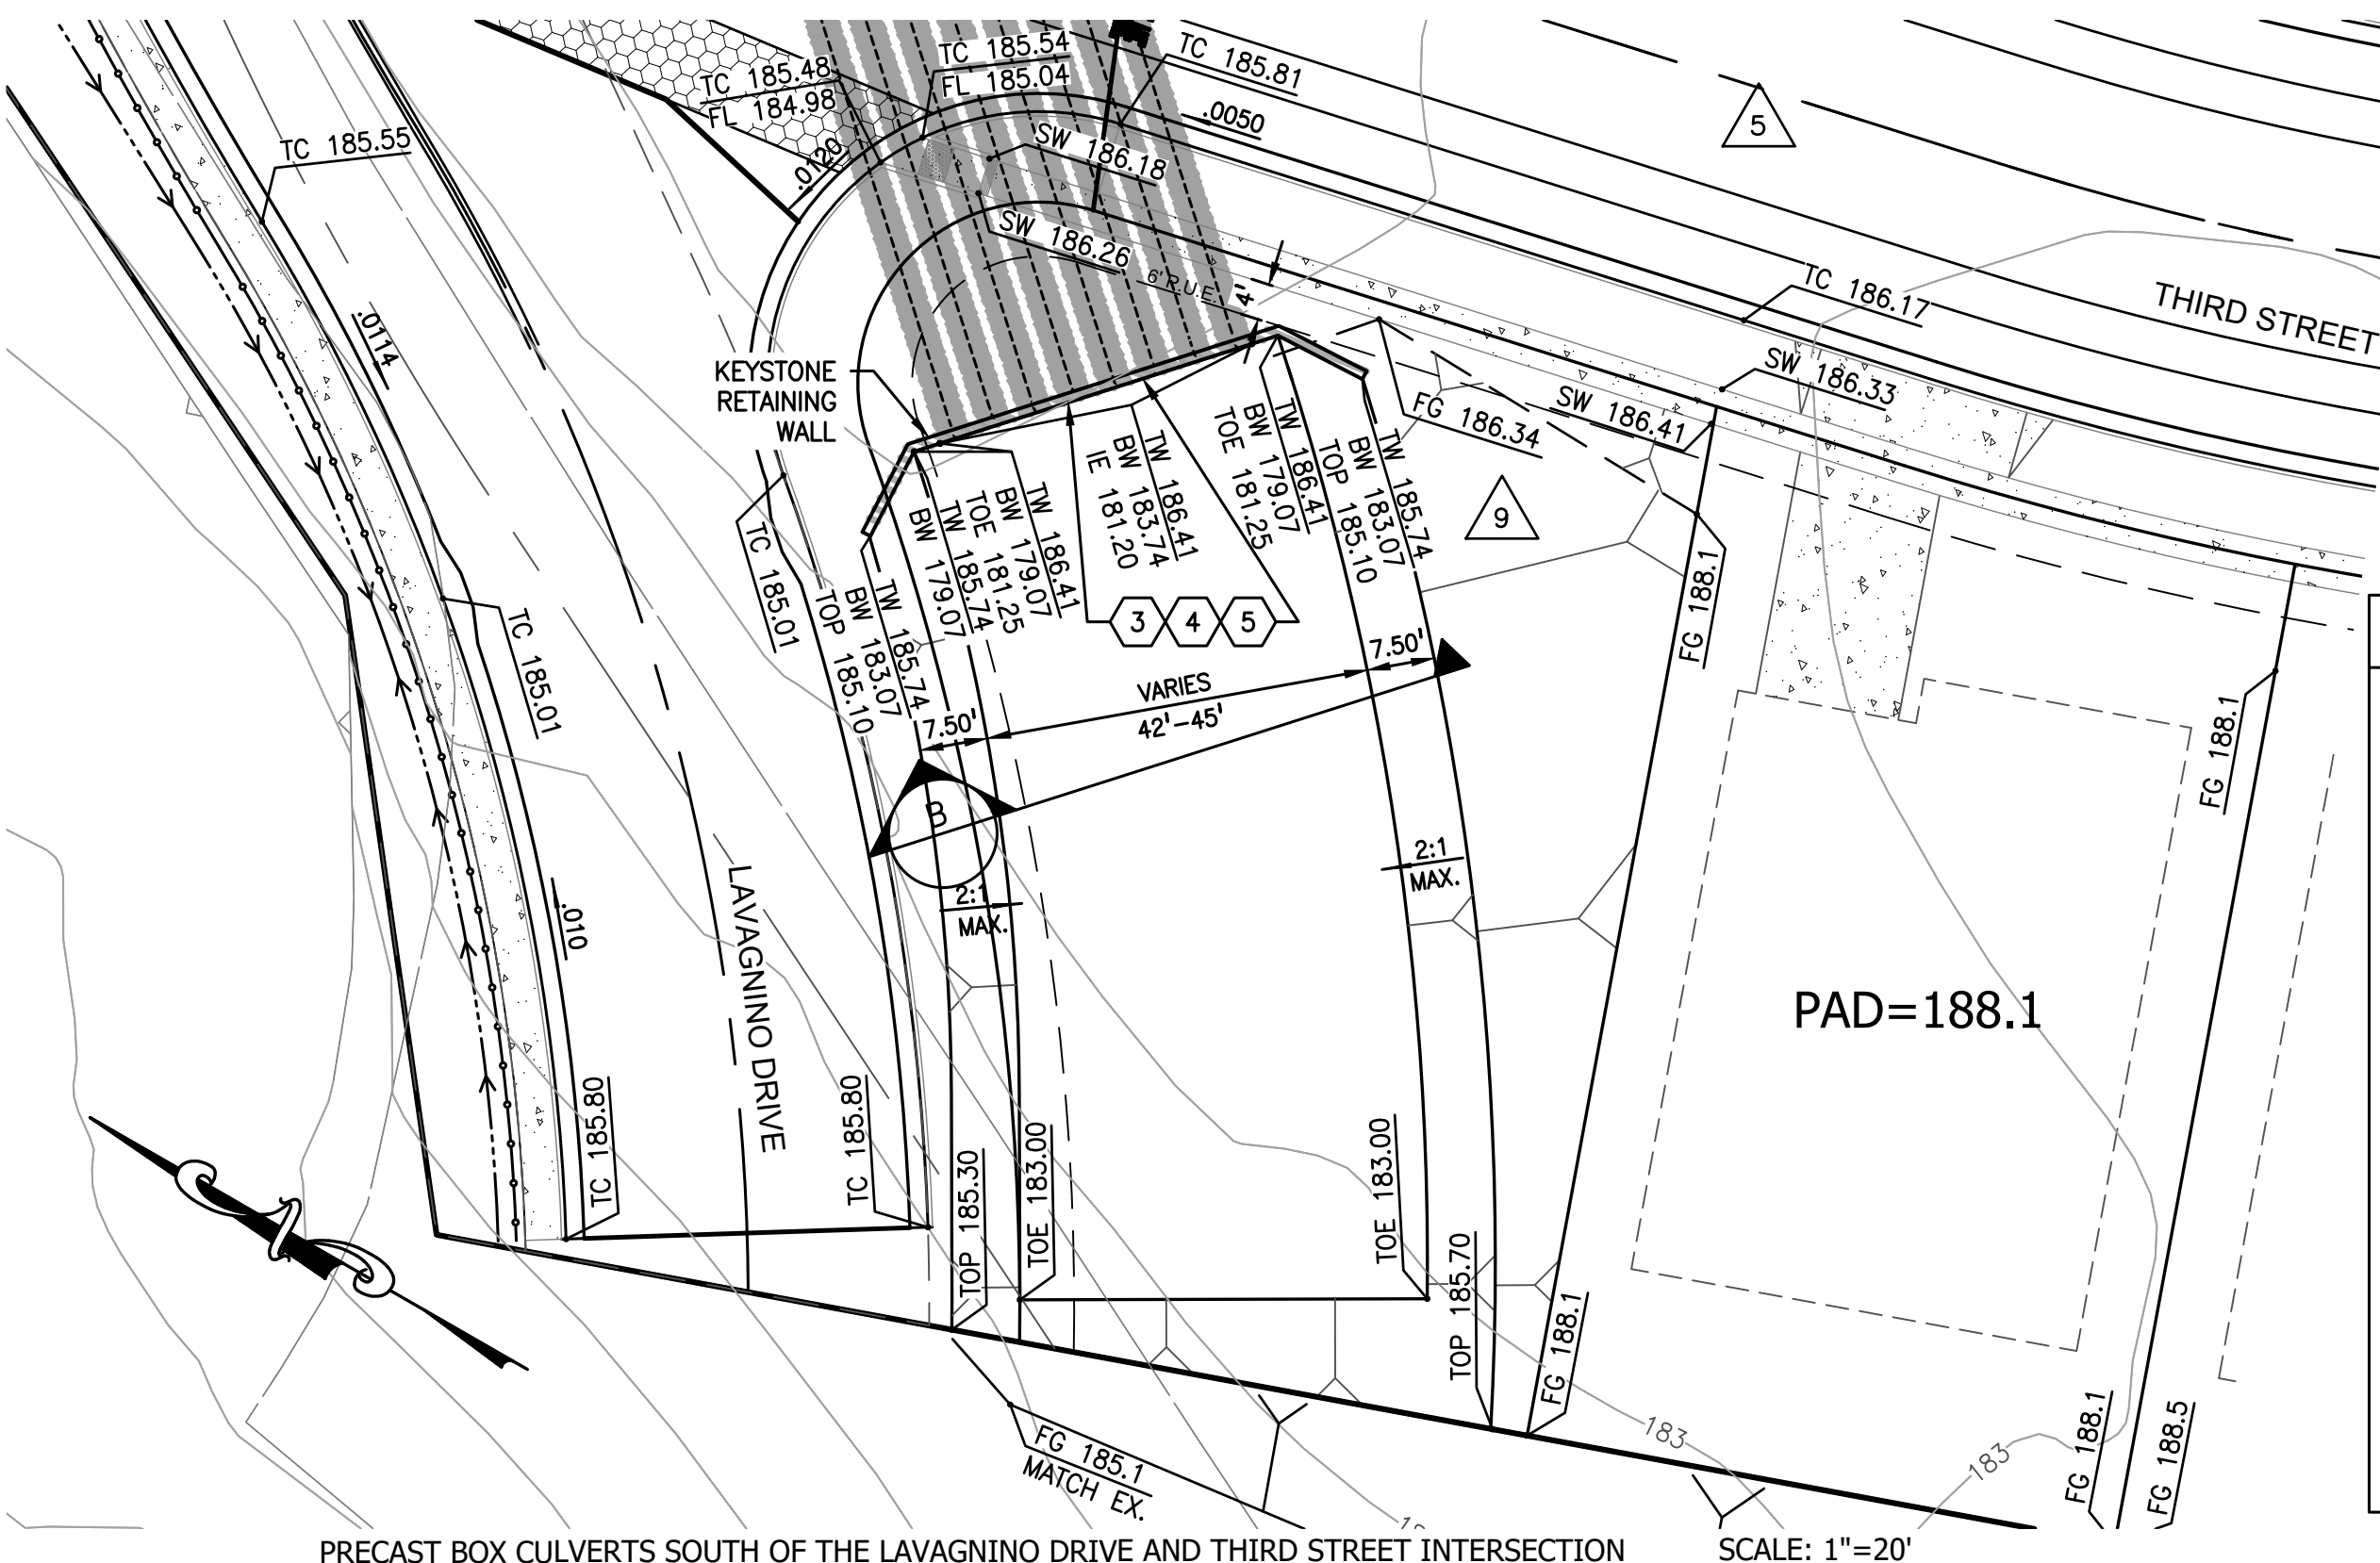 TC 185.48
FL 184.98
TC 185.54
FL 185.04
TC 185.81
.0050
5
TC 185.55
.0120
SW 186.18
SW 186.26
6' R.U.E.
4'
TC 186.17
THIRD STREET
.0114
KEYSTONE
RETAINING
WALL
SW 186.33
SW 186.41
FG 186.34
9
TC 185.01
TC 185.01
TW 185.74
BW 183.07
TOP 185.10
TW 185.74
BW 179.07
TW 186.41
BW 179.07
TOE 181.25
TW 186.41
BW 183.74
IE 181.20
TW 186.41
BW 179.07
TOE 181.25
TW 185.74
BW 183.07
TOP 185.10
3
4
5
FG 188.1
7.50'
VARIES
42'-45'
7.50'
FG 188.1
B
2:1
MAX.
2:1
MAX.
.010
LAVAGNINO DRIVE
PAD=188.1
TC 185.80
TC 185.80
TOP 185.30
TOE 183.00
TOE 183.00
TOP 185.70
FG 188.1
FG 185.1
MATCH EX.
183
183
FG 188.1
FG 188.5
PRECAST BOX CULVERTS SOUTH OF THE LAVAGNINO DRIVE AND THIRD STREET INTERSECTION SCALE: 1"=20'